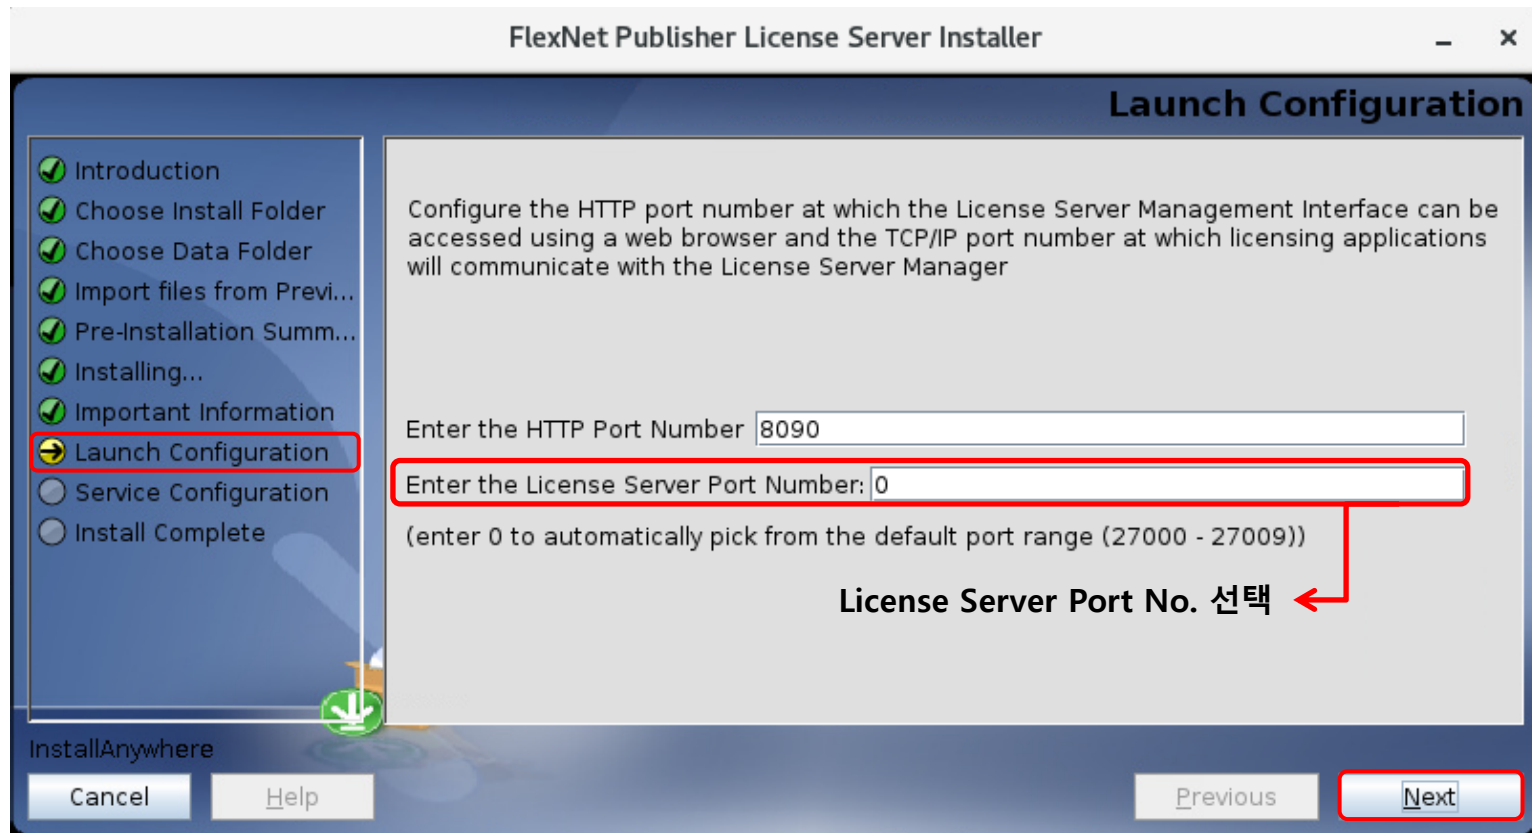 FlexNet Publisher License Server Installer
Launch Configuration
Introduction
Choose Install Folder
Choose Data Folder
Import files from Previ...
Pre-Installation Summ...
Installing...
Important Information
Launch Configuration
Service Configuration
Install Complete
Configure the HTTP port number at which the License Server Management Interface can be
accessed using a web browser and the TCP/IP port number at which licensing applications
will communicate with the License Server Manager
Enter the HTTP Port Number 8090
Enter the License Server Port Number: 0
(enter 0 to automatically pick from the default port range (27000 - 27009))
License Server Port No. 선택
InstallAnywhere
Cancel Help Previous Next